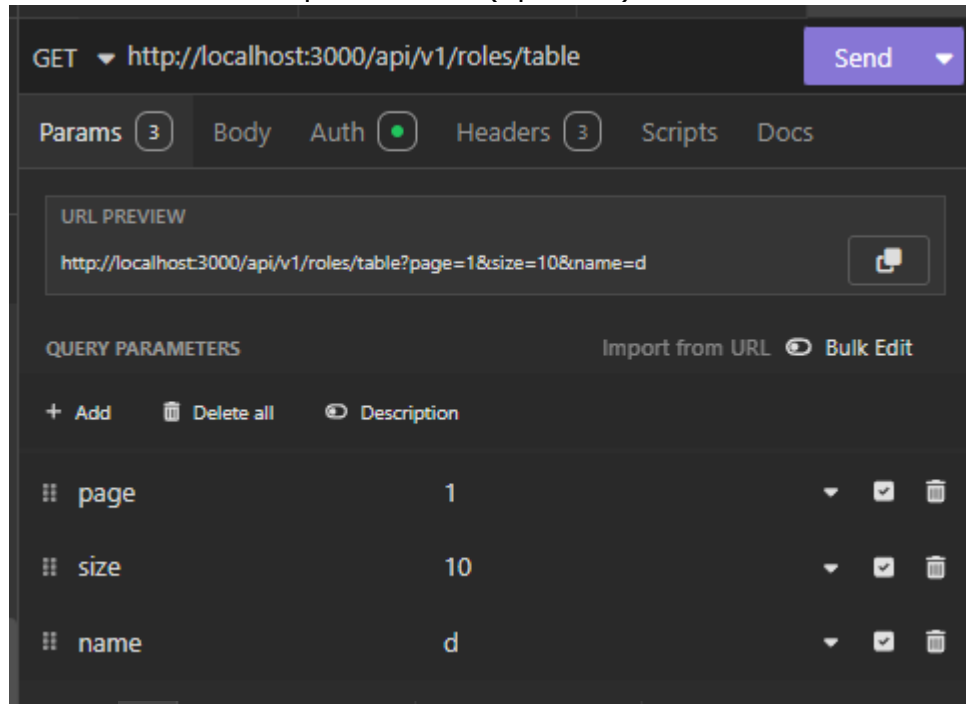 GET http://localhost:3000/api/v1/roles/table Send
Params 3 Body Auth Headers 3 Scripts Docs
URL PREVIEW
http://localhost:3000/api/v1/roles/table?page=1&size=10&name=d
QUERY PARAMETERS Import from URL Bulk Edit
+ Add Delete all Description
page 1
size 10
name d